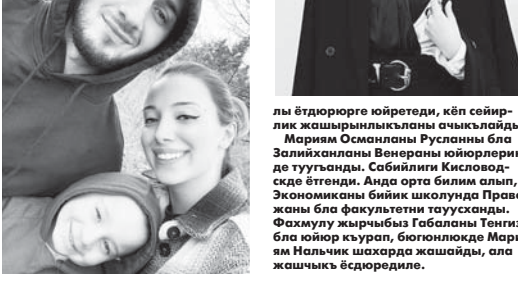 лы ётдюрюрге юйретеди, кёп сейир-
лик жашырынлыкъланы ачыкълайды
Мариям Османланы Русланны бла
Залийханланы Венераны юйюрлерин-
де туугъанды. Сабийлиги Кисловод-
скде ётгенди. Анда орта билим алып,
Экономиканы бийик школунда
жаны бла факультетни тауусханды.
Фахмулу жырчыбыз Габаланы
бла юйюр къурап, бюгюнлюкде
ям Нальчик шахарда жашайды, ала
жашчыкъ ёсдюредиле.